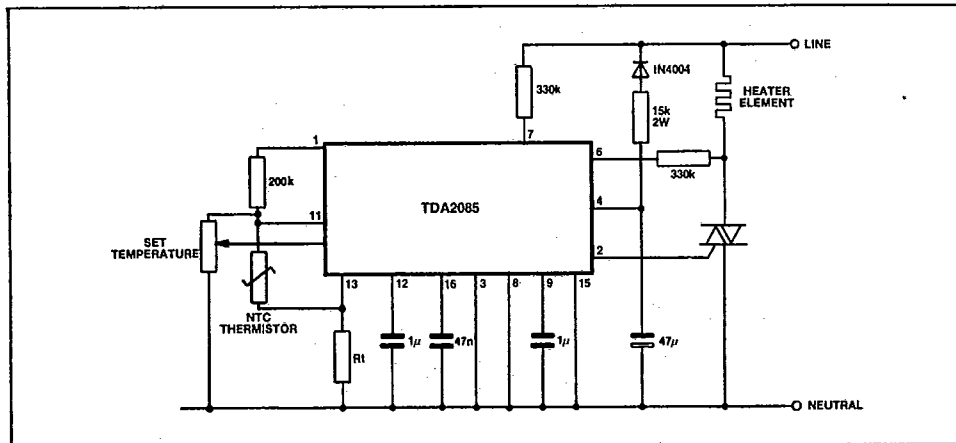 LINE
330k
IN4004
15k
2W
HEATER
ELEMENT
7
1
6
330k
200k
TDA2085
4
11
2
SET
TEMPERATURE
NTC
THERMISTOR
13
12
16
3
8
9
15
Rt
1μ
47n
1μ
47μ
NEUTRAL